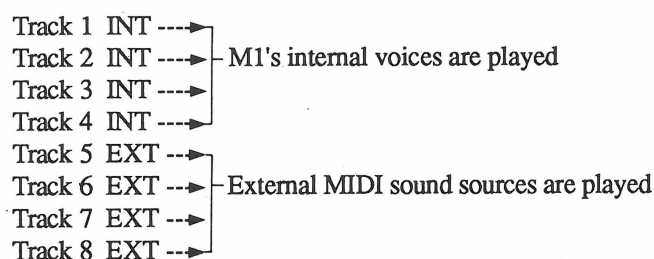 Track 1 INT ----►
Track 2 INT ----► M1's internal voices are played
Track 3 INT ----►
Track 4 INT ----►
Track 5 EXT ---►
Track 6 EXT ---► External MIDI sound sources are played
Track 7 EXT ---►
Track 8 EXT ---►